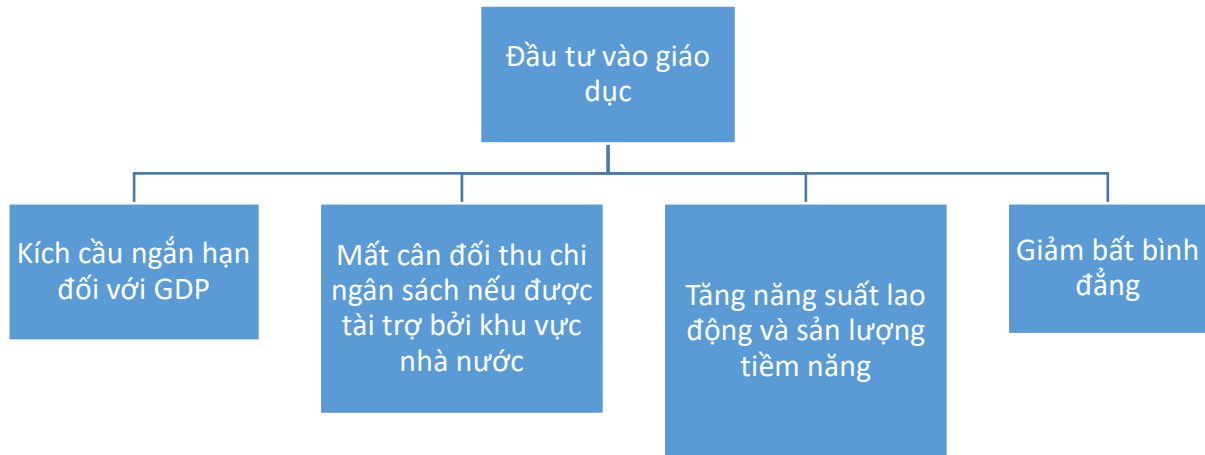 Đầu tư vào giáo
dục
Kích cầu ngắn hạn
đối với GDP
Mất cân đối thu chi
ngân sách nếu được
tài trợ bởi khu vực
nhà nước
Tăng năng suất lao
động và sản lượng
tiềm năng
Giảm bất bình
đẳng